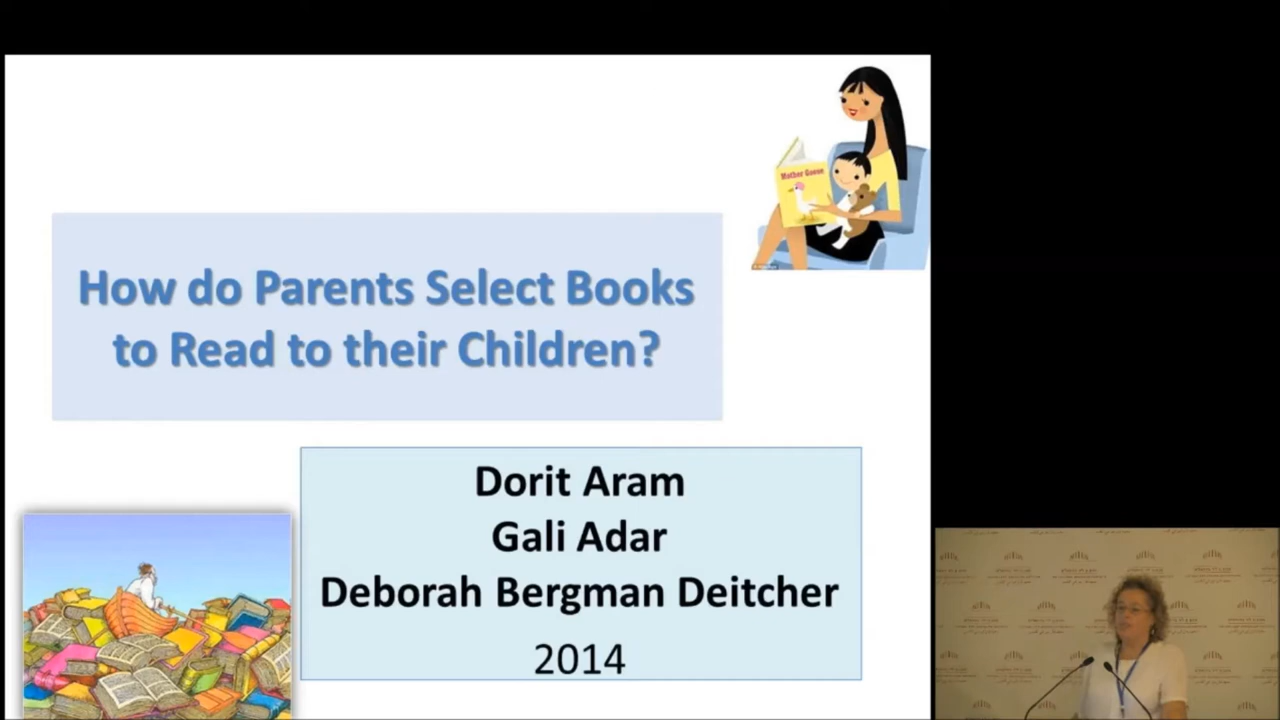 Mother Goose
How do Parents Select Books
to Read to their Children?
Dorit Aram
Gali Adar
Deborah Bergman Deitcher
2014